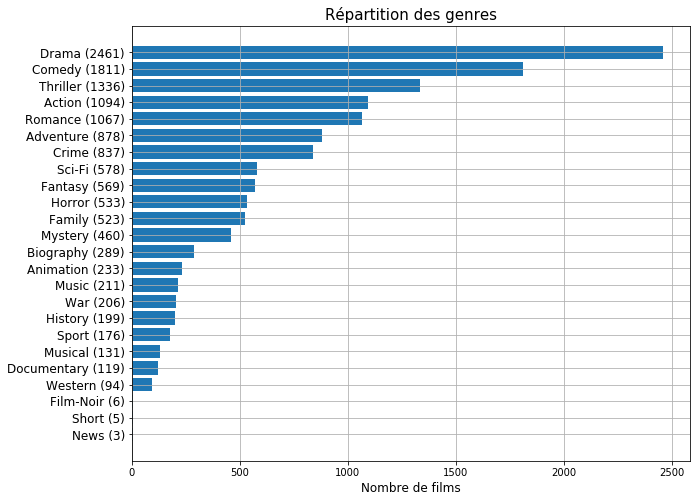 Répartition des genres
Drama (2461)
Comedy (1811)
Thriller (1336)
Action (1094)
Romance (1067)
Adventure (878)
Crime (837)
Sci-Fi (578)
Fantasy (569)
Horror (533)
Family (523)
Mystery (460)
Biography (289)
Animation (233)
Music (211)
War (206)
History (199)
Sport (176)
Musical (131)
Documentary (119)
Western (94)
Film-Noir (6)
Short (5)
News (3)
0 500 1000 1500 2000 2500
Nombre de films